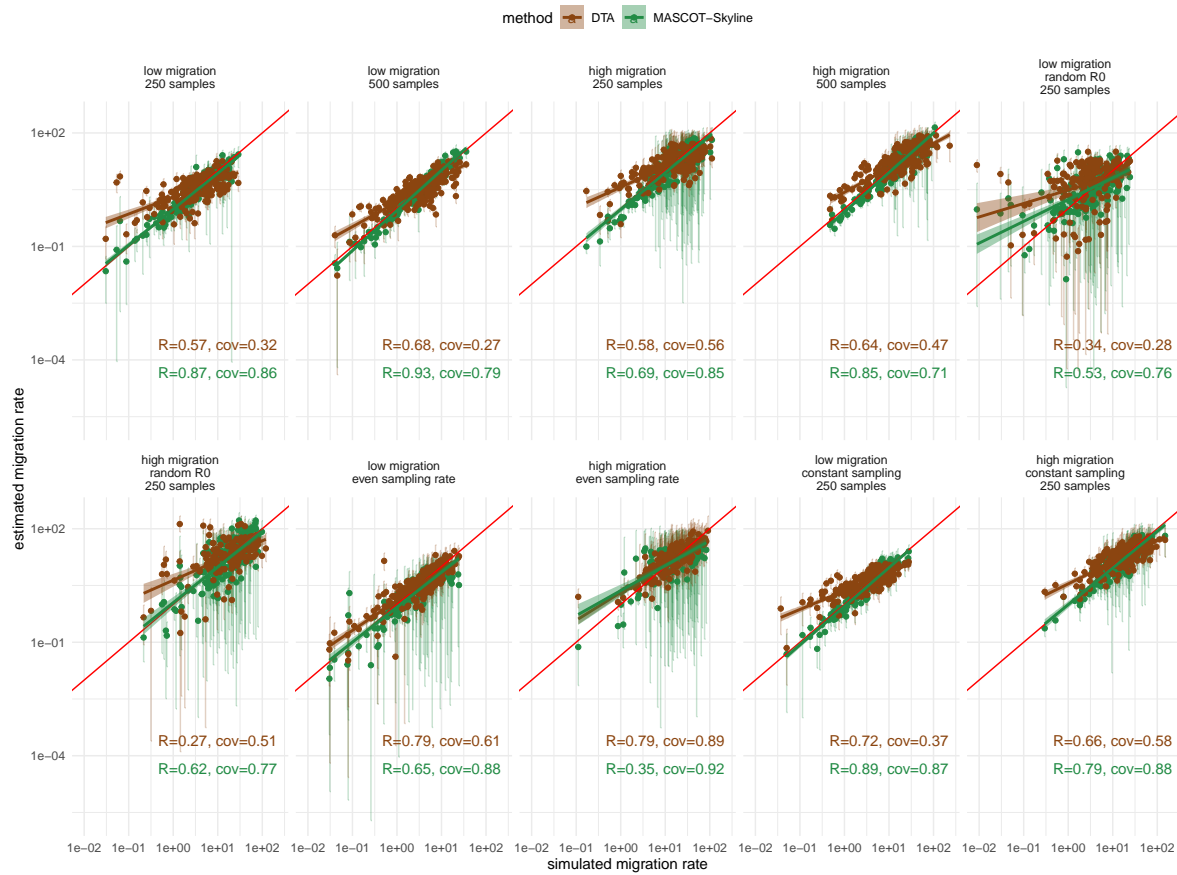 method DTA MASCOT−Skyline
low migration
250 samples
low migration
500 samples
high migration
250 samples
high migration
500 samples
low migration
random R0
250 samples
1e+02
1e−01
1e−04
R=0.57, cov=0.32
R=0.87, cov=0.86
R=0.68, cov=0.27
R=0.93, cov=0.79
R=0.58, cov=0.56
R=0.69, cov=0.85
R=0.64, cov=0.47
R=0.85, cov=0.71
R=0.34, cov=0.28
R=0.53, cov=0.76
estimated migration rate
high migration
random R0
250 samples
low migration
even sampling rate
high migration
even sampling rate
low migration
constant sampling
250 samples
high migration
constant sampling
250 samples
1e+02
1e−01
1e−04
R=0.27, cov=0.51
R=0.62, cov=0.77
R=0.79, cov=0.61
R=0.65, cov=0.88
R=0.79, cov=0.89
R=0.35, cov=0.92
R=0.72, cov=0.37
R=0.89, cov=0.87
R=0.66, cov=0.58
R=0.79, cov=0.88
1e−02 1e−01 1e+00 1e+01 1e+02 1e−02 1e−01 1e+00 1e+01 1e+02 1e−02 1e−01 1e+00 1e+01 1e+02 1e−02 1e−01 1e+00 1e+01 1e+02 1e−02 1e−01 1e+00 1e+01 1e+02
simulated migration rate